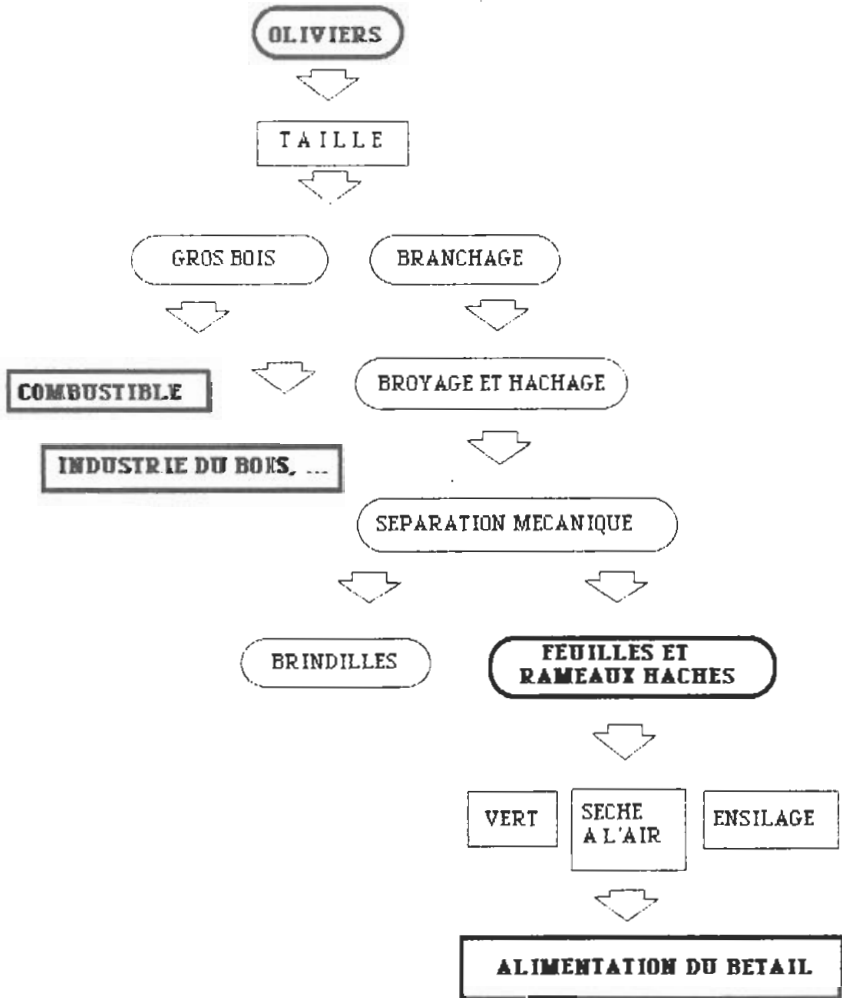 OLIVIERS
TAILLE
GROS BOIS
BRANCHAGE
COMBUSTIBLE
BROYAGE ET HACHAGE
INDUSTRIE DU BOIS, ...
SEPARATION MECANIQUE
BRINDILLES
FEUILLES ET
RAMEAUX HACHES
VERT
SECHE
A L'AIR
ENSILAGE
ALIMENTATION DU BETAIL